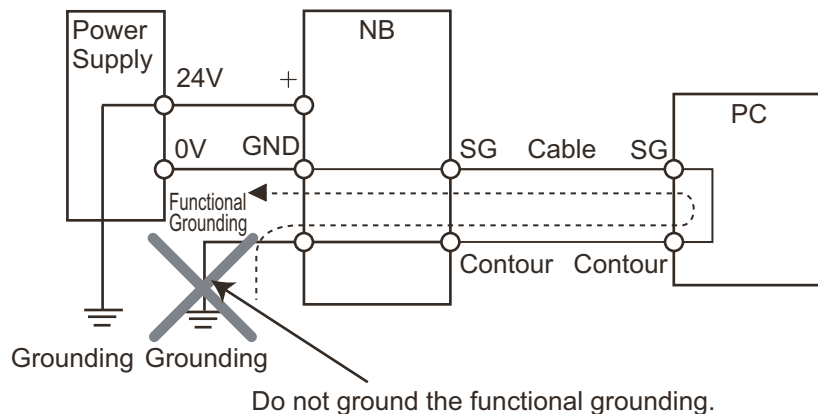 Power
Supply
NB
24V
+
PC
0V
GND
SG
Cable
SG
Functional
Grounding
Contour
Contour
Grounding
Grounding
Do not ground the functional grounding.